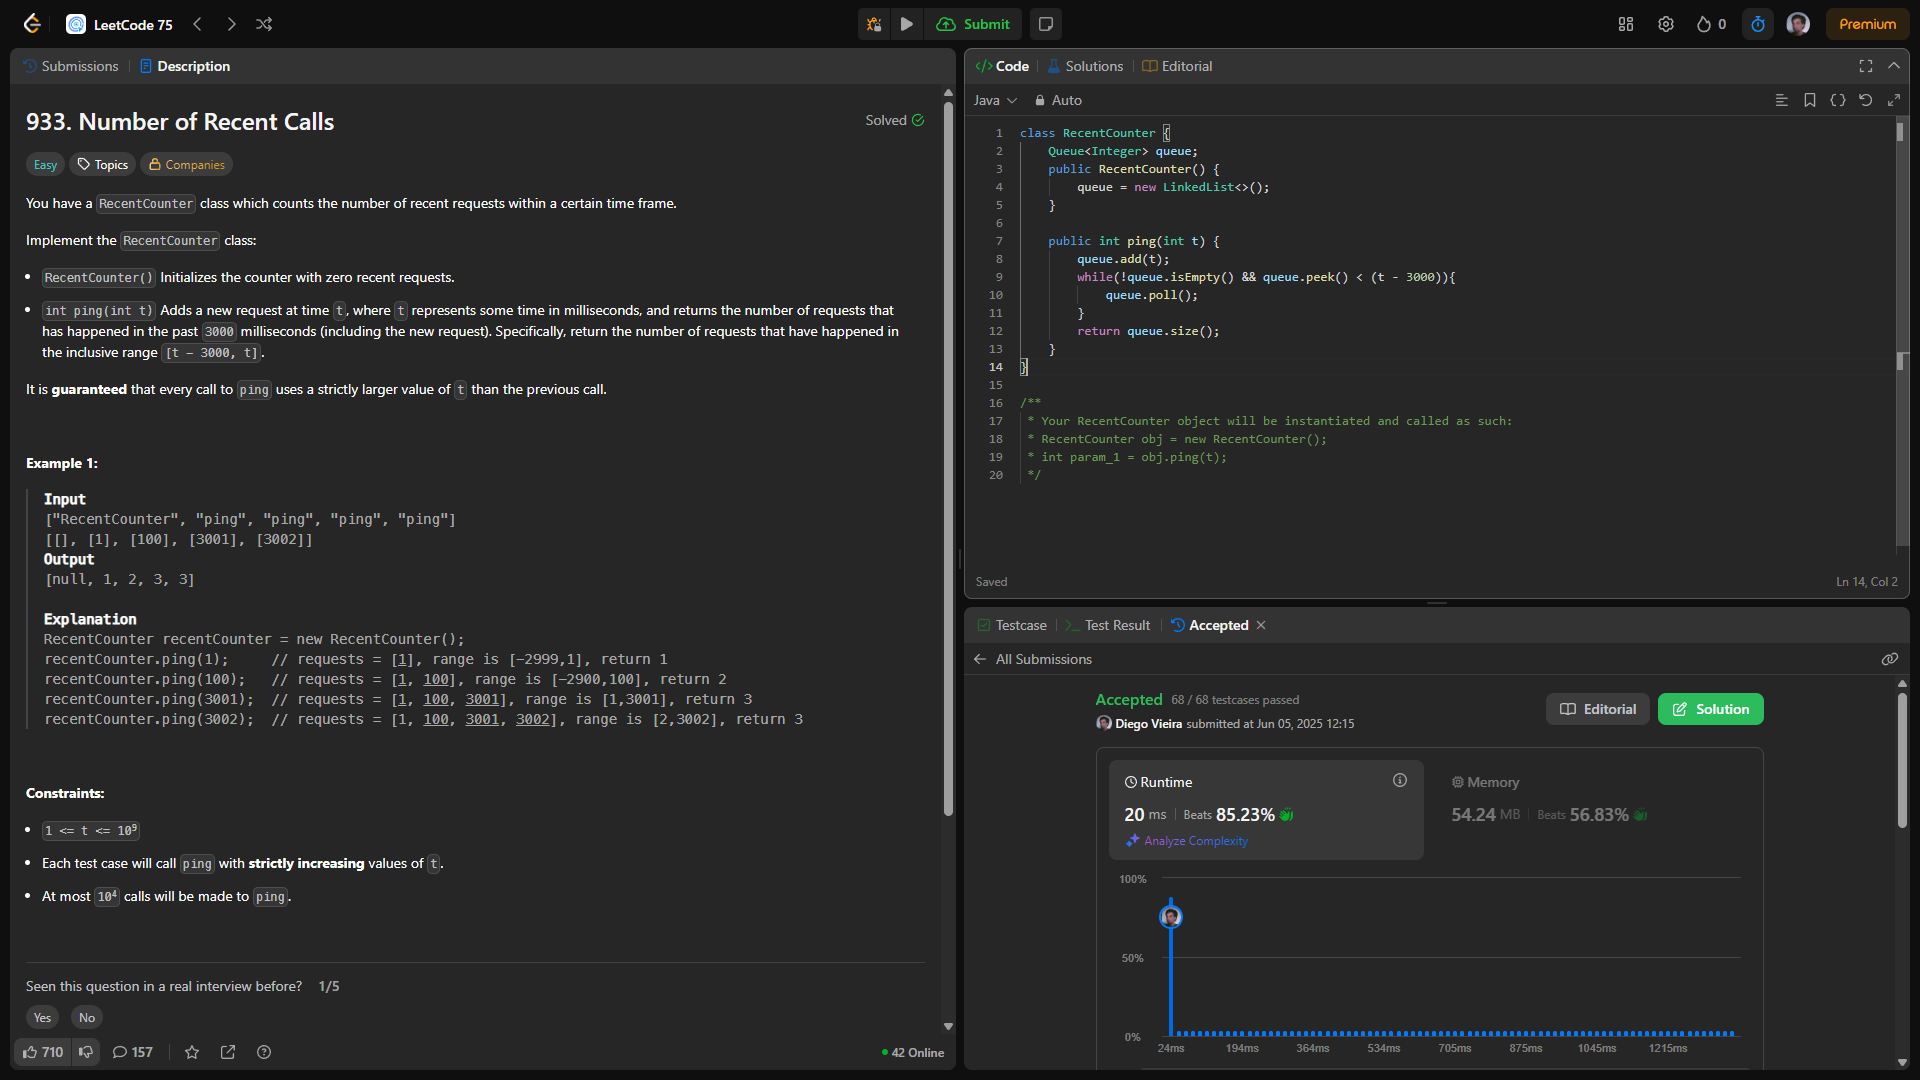 LeetCode 75
Submit
0
Premium
Submissions
Description
933. Number of Recent Calls
Solved
Easy
Topics
Companies
You have a RecentCounter class which counts the number of recent requests within a certain time frame.
Implement the RecentCounter class:
• RecentCounter() Initializes the counter with zero recent requests.
• int ping(int t) Adds a new request at time t, where t represents some time in milliseconds, and returns the number of requests that
has happened in the past 3000 milliseconds (including the new request). Specifically, return the number of requests that have happened in
the inclusive range [t - 3000, t].
It is guaranteed that every call to ping uses a strictly larger value of t than the previous call.
Example 1:
Input
["RecentCounter", "ping", "ping", "ping", "ping"]
[[], [1], [100], [3001], [3002]]
Output
[null, 1, 2, 3, 3]
Explanation
RecentCounter recentCounter = new RecentCounter();
recentCounter.ping(1);     // requests = [1], range is [-2999,1], return 1
recentCounter.ping(100);   // requests = [1, 100], range is [-2900,100], return 2
recentCounter.ping(3001);  // requests = [1, 100, 3001], range is [1,3001], return 3
recentCounter.ping(3002);  // requests = [1, 100, 3001, 3002], range is [2,3002], return 3
Constraints:
• 1 <= t <= 10⁹
• Each test case will call ping with strictly increasing values of t.
• At most 10⁴ calls will be made to ping.
Seen this question in a real interview before? 1/5
Yes
No
710
157
42 Online
</> Code
Solutions
Editorial
Java
Auto
1 class RecentCounter {
2     Queue<Integer> queue;
3     public RecentCounter() {
4         queue = new LinkedList<>();
5     }
6
7     public int ping(int t) {
8         queue.add(t);
9         while(!queue.isEmpty() && queue.peek() < (t - 3000)){
10             queue.poll();
11         }
12         return queue.size();
13     }
14 }
15
16 /**
17  * Your RecentCounter object will be instantiated and called as such:
18  * RecentCounter obj = new RecentCounter();
19  * int param_1 = obj.ping(t);
20  */
Saved
Ln 14, Col 2
Testcase
Test Result
Accepted
All Submissions
Accepted 68 / 68 testcases passed
Diego Vieira submitted at Jun 05, 2025 12:15
Editorial
Solution
Runtime
20 ms | Beats 85.23%
Analyze Complexity
Memory
54.24 MB | Beats 56.83%
100%
50%
0%
24ms 194ms 364ms 534ms 705ms 875ms 1045ms 1215ms